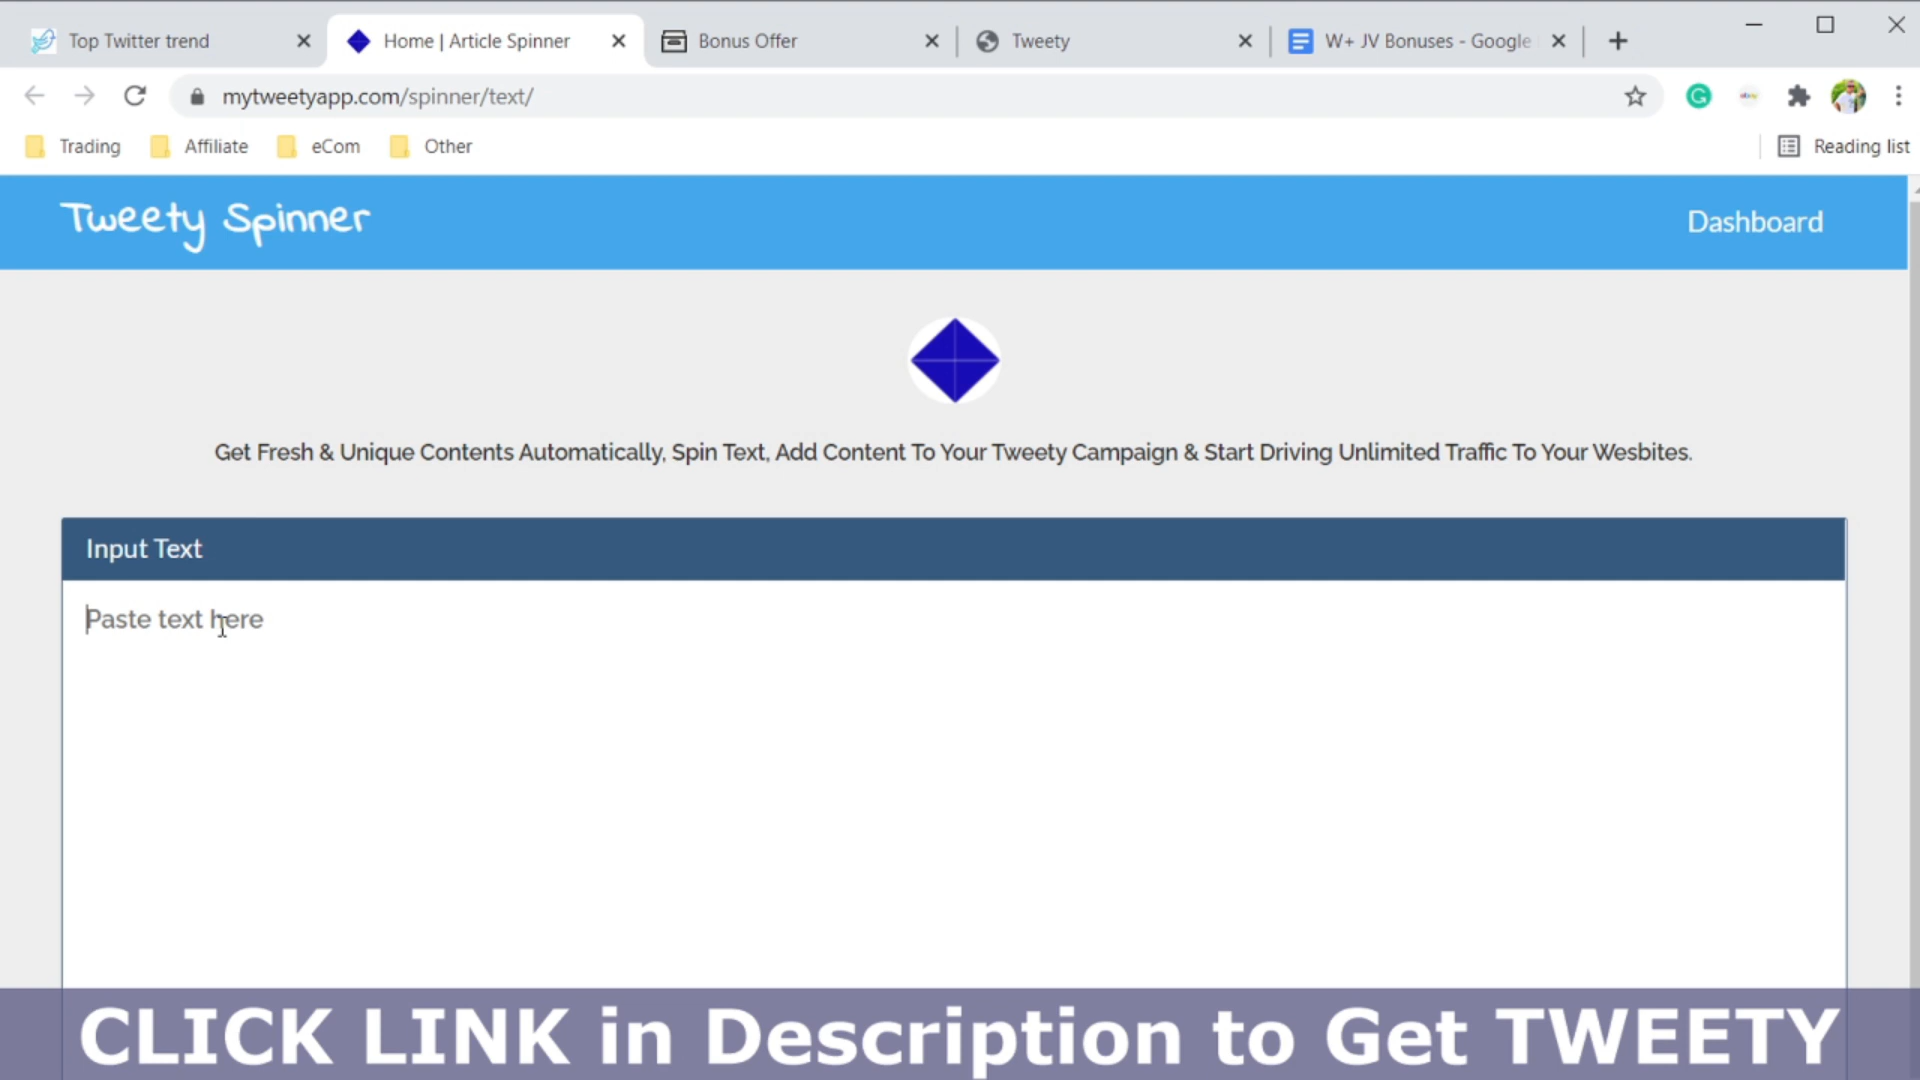 Top Twitter trend
Home | Article Spinner
Bonus Offer
Tweety
W+ JV Bonuses - Google
mytweetyapp.com/spinner/text/
Trading
Affiliate
eCom
Other
Reading list
Tweety Spinner
Dashboard
Get Fresh & Unique Contents Automatically, Spin Text, Add Content To Your Tweety Campaign & Start Driving Unlimited Traffic To Your Wesbites.
Input Text
Paste text here
CLICK LINK in Description to Get TWEETY